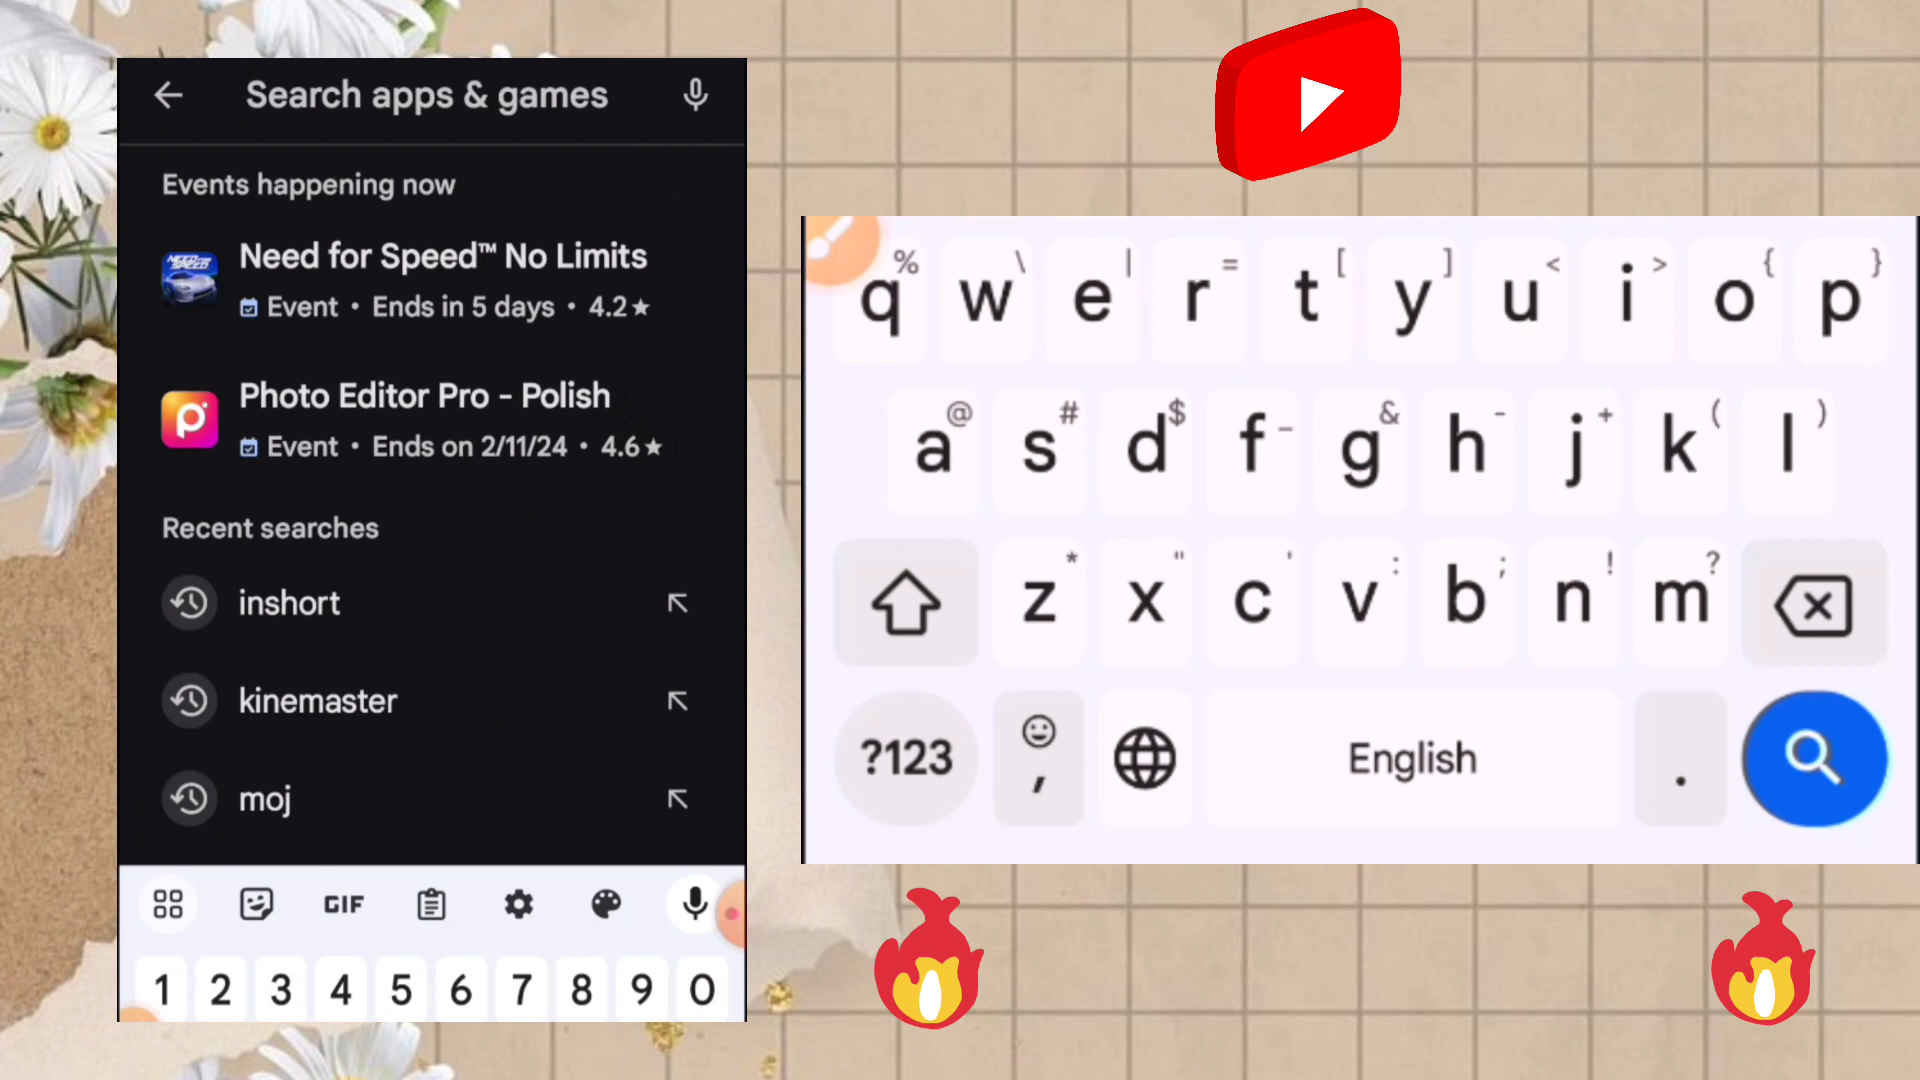 Search apps & games
Events happening now
Need for Speed™ No Limits
Event • Ends in 5 days • 4.2★
Photo Editor Pro - Polish
Event • Ends on 2/11/24 • 4.6★
Recent searches
inshort
kinemaster
moj
GIF
1 2 3 4 5 6 7 8 9 0
% \ | = [ ] < > { }
q w e r t y u i o p
@ # $ _ & - + ( )
a s d f g h j k l
* " ' : ; ! ?
z x c v b n m
?123 , English .